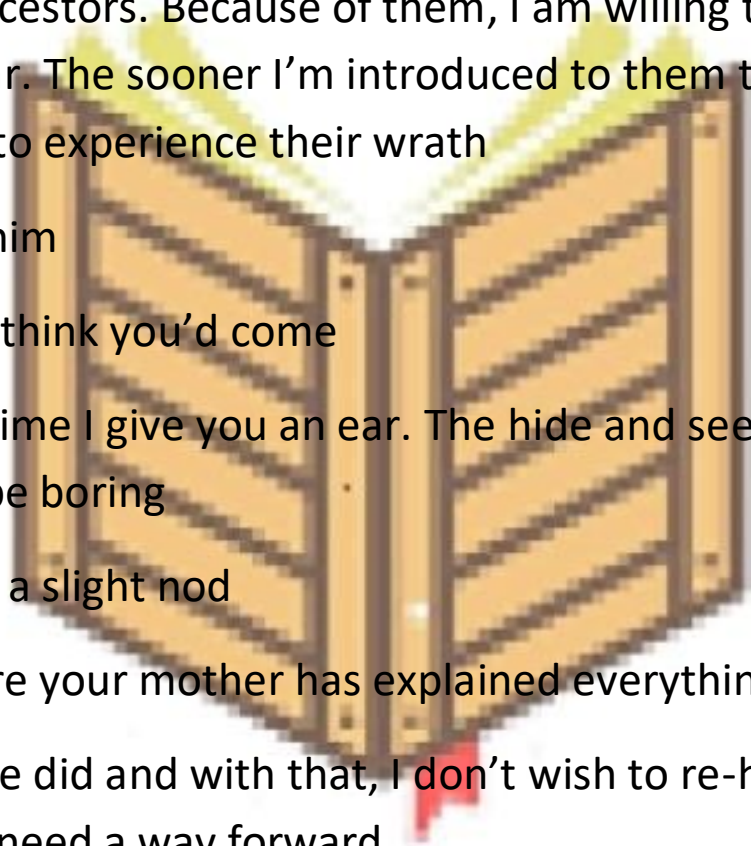 cestors. Because of them, I am willing t
r. The sooner I’m introduced to them t
to experience their wrath
him
think you’d come
ime I give you an ear. The hide and see
be boring
a slight nod
re your mother has explained everythin
e did and with that, I don’t wish to re-h
need a way forward